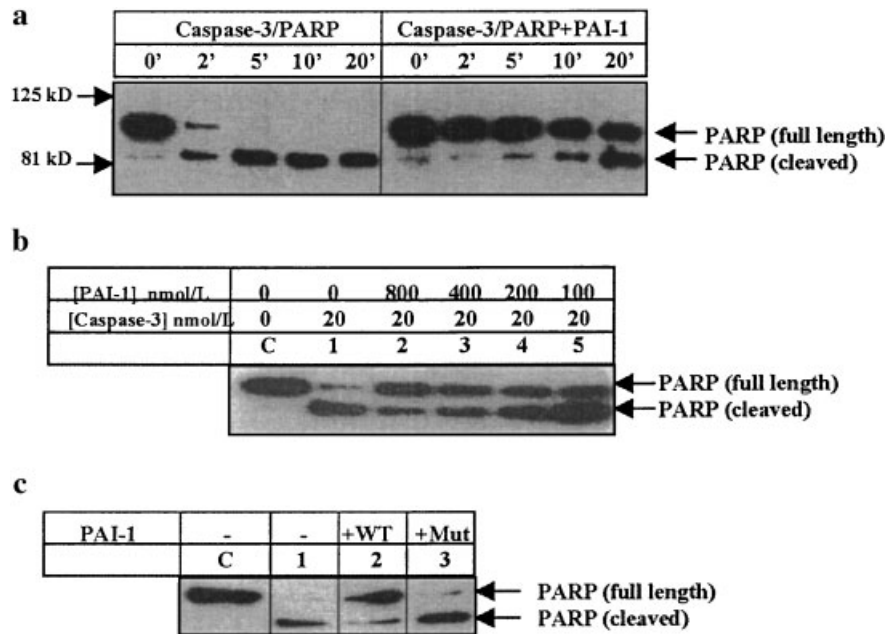 a
Caspase-3/PARP Caspase-3/PARP+PAI-1
0' 2' 5' 10' 20' 0' 2' 5' 10' 20'
125 kD
PARP (full length)
81 kD
PARP (cleaved)
b
[PAI-1] nmol/L 0 0 800 400 200 100
[Caspase-3] nmol/L 0 20 20 20 20 20
C 1 2 3 4 5
PARP (full length)
PARP (cleaved)
c
PAI-1 - - +WT +Mut
C 1 2 3
PARP (full length)
PARP (cleaved)